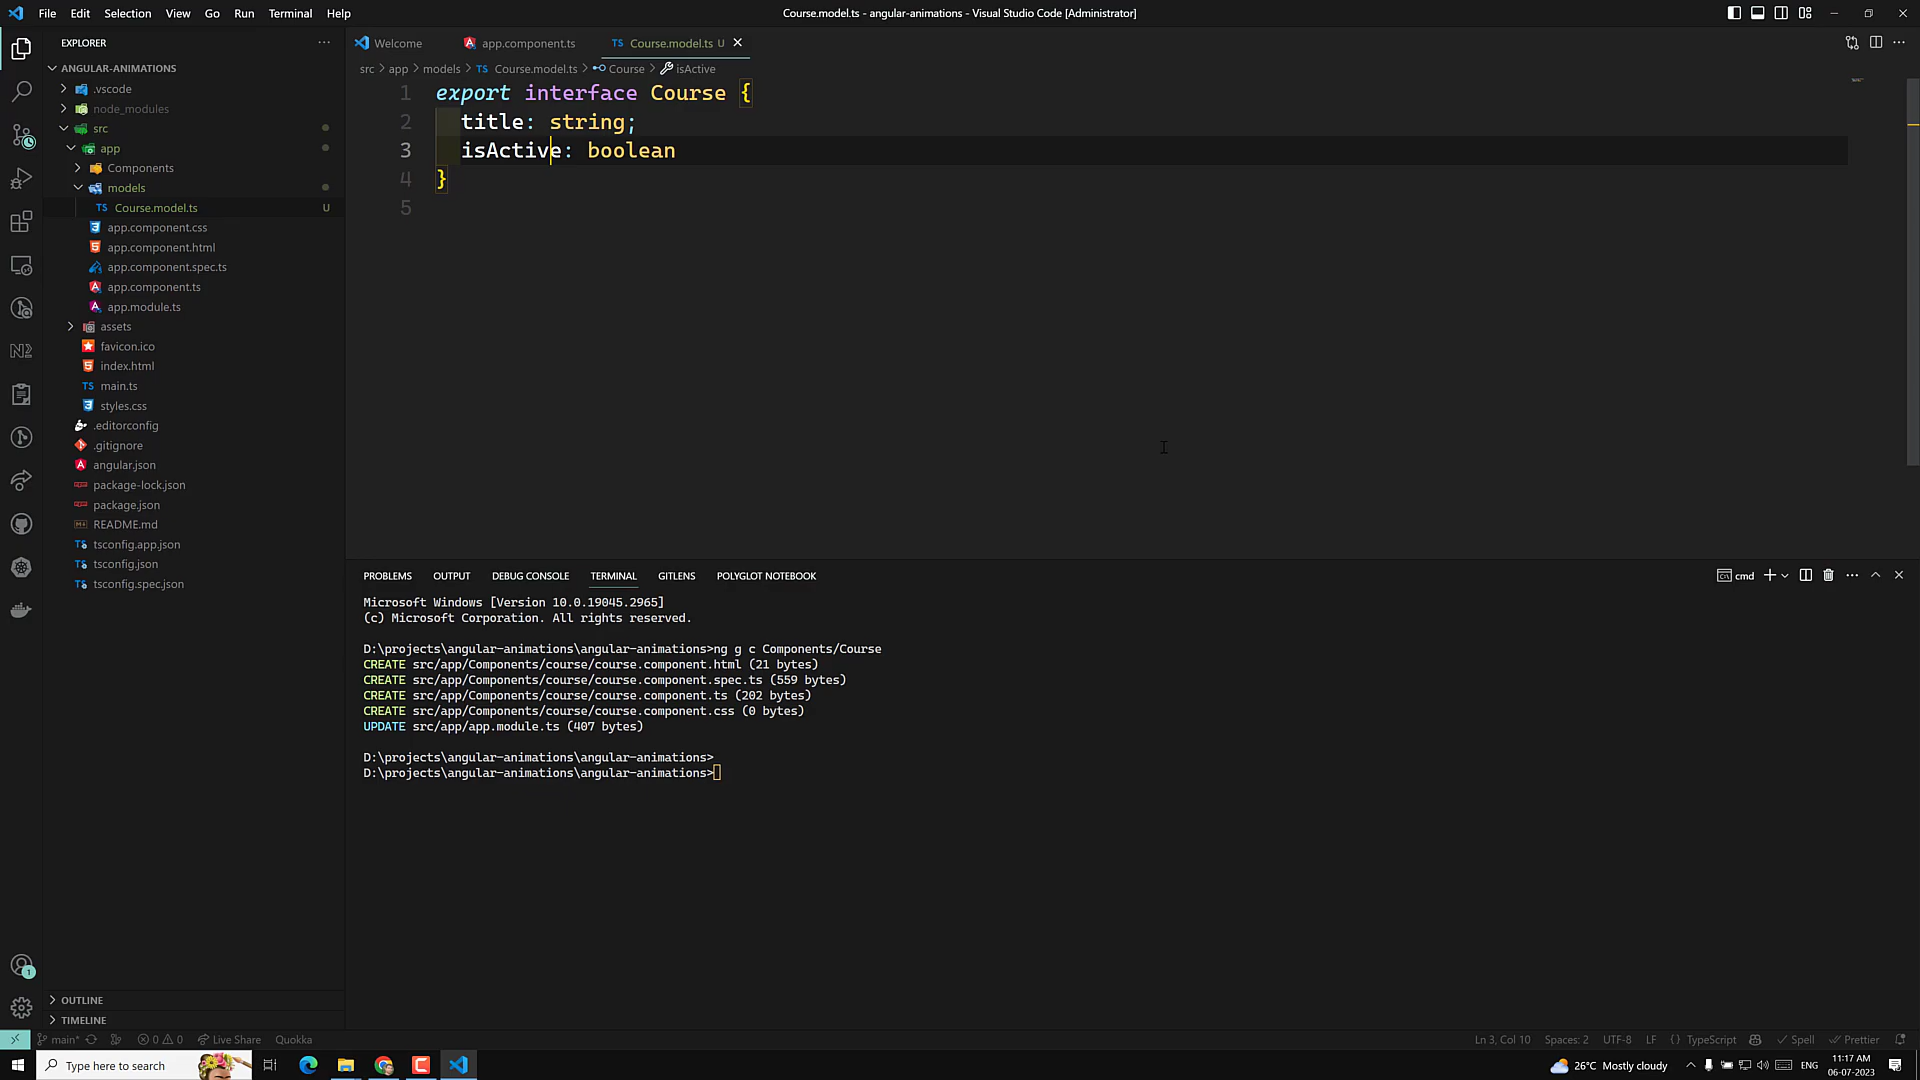 File Edit Selection View Go Run Terminal Help
Course.model.ts - angular-animations - Visual Studio Code [Administrator]
EXPLORER
ANGULAR-ANIMATIONS
.vscode
node_modules
src
app
Components
models
TS Course.model.ts U
app.component.css
app.component.html
app.component.spec.ts
app.component.ts
app.module.ts
assets
favicon.ico
index.html
TS main.ts
styles.css
.editorconfig
.gitignore
angular.json
package-lock.json
package.json
README.md
tsconfig.app.json
tsconfig.json
tsconfig.spec.json
OUTLINE
TIMELINE
Welcome app.component.ts TS Course.model.ts U
src > app > models > TS Course.model.ts > Course > isActive
1 export interface Course {
2 title: string;
3 isActive: boolean
4 }
5
PROBLEMS OUTPUT DEBUG CONSOLE TERMINAL GITLENS POLYGLOT NOTEBOOK
cmd
Microsoft Windows [Version 10.0.19045.2965]
(c) Microsoft Corporation. All rights reserved.
D:\projects\angular-animations\angular-animations>ng g c Components/Course
CREATE src/app/Components/course/course.component.html (21 bytes)
CREATE src/app/Components/course/course.component.spec.ts (559 bytes)
CREATE src/app/Components/course/course.component.ts (202 bytes)
CREATE src/app/Components/course/course.component.css (0 bytes)
UPDATE src/app/app.module.ts (407 bytes)
D:\projects\angular-animations\angular-animations>
D:\projects\angular-animations\angular-animations>
main* 0 0 Live Share Quokka
Ln 3, Col 10 Spaces: 2 UTF-8 LF { } TypeScript Spell Prettier
Type here to search
26°C Mostly cloudy
ENG
11:17 AM
06-07-2023